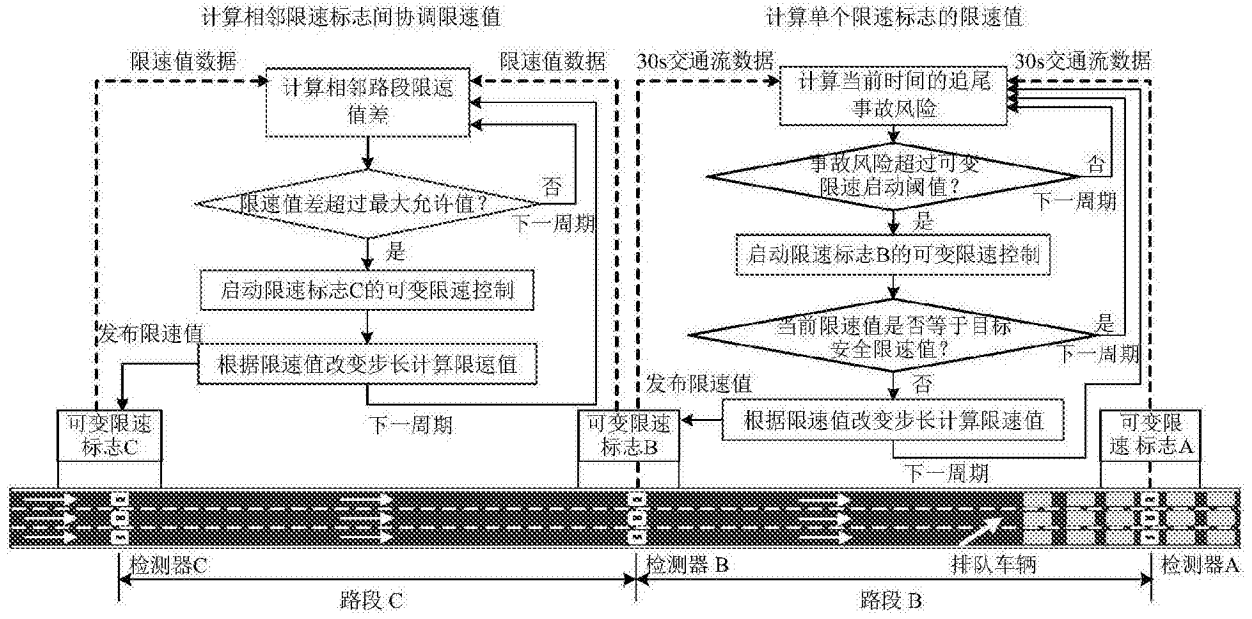 计算相邻限速标志间协调限速值
计算单个限速标志的限速值
限速值数据
限速值数据
计算相邻路段限速
值差
限速值差超过最大允许值？
否
下一周期
是
启动限速标志C的可变限速控制
发布限速值
根据限速值改变步长计算限速值
下一周期
可变限速
标志C
30s交通流数据
30s交通流数据
计算当前时间的追尾
事故风险
事故风险超过可变
限速启动阈值？
否
下一周期
是
启动限速标志B的可变限速控制
当前限速值是否等于目标
安全限速值？
是
下一周期
否
发布限速值
根据限速值改变步长计算限速值
下一周期
可变限速
标志B
可变限
速 标志A
检测器C
检测器 B
排队车辆
检测器A
路段 C
路段 B